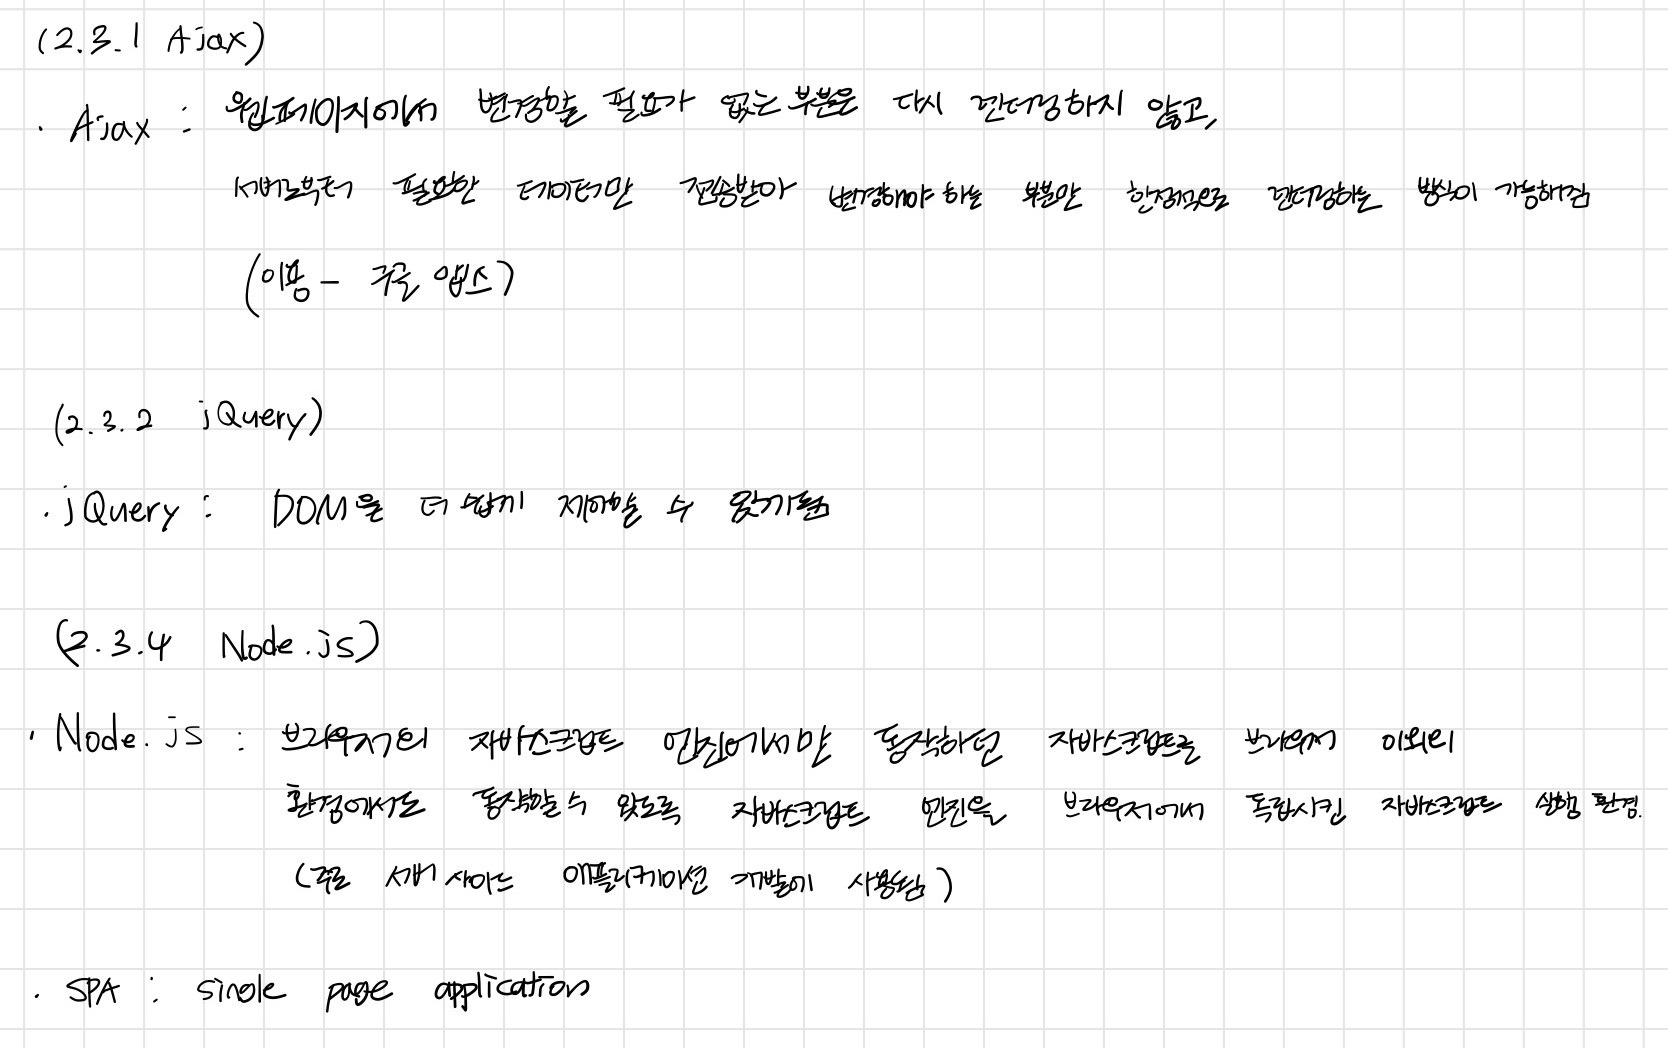 (2.3.1 Ajax)
· Ajax : 웹페이지에서 변경할 필요가 없는 부분은 다시 렌더링하지 않고,
서버로부터 필요한 데이터만 전송받아 변경해야 하는 부분만 한정적으로 렌더링하는 방식이 가능해짐
(이용 - 구글 맵스)
(2.3.2 jQuery)
· jQuery : DOM을 더 쉽게 제어할 수 있게됨
(2.3.4 Node.js)
· Node.js : 브라우저의 자바스크립트 엔진에서만 동작하던 자바스크립트를 브라우저 이외의
환경에서도 동작할 수 있도록 자바스크립트 엔진을 브라우저에서 독립시킨 자바스크립트 실행 환경.
(주로 서버 사이드 애플리케이션 개발에 사용됨)
· SPA : single page application